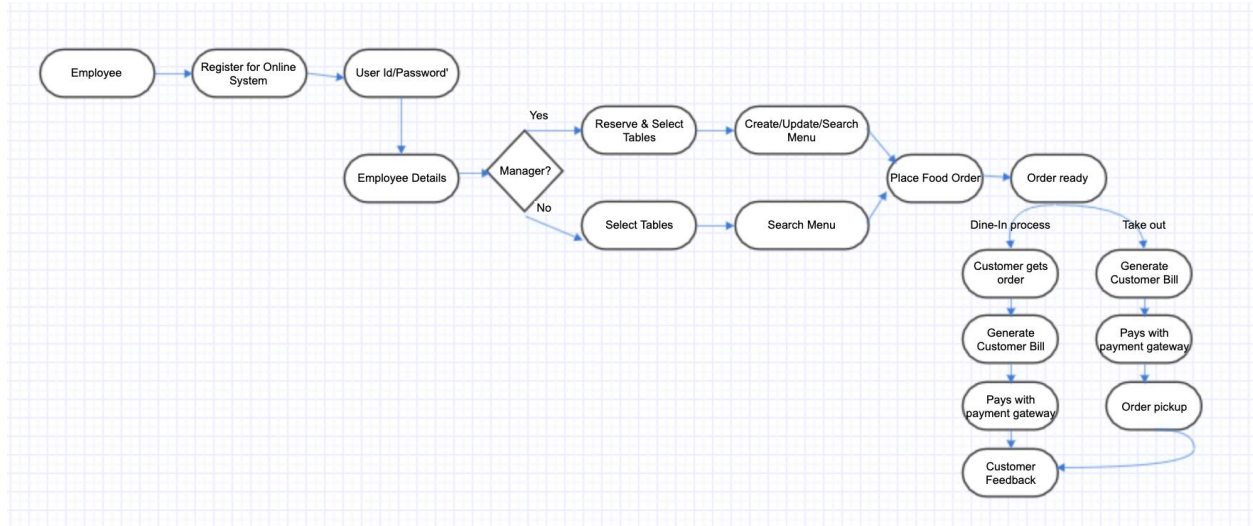 Employee
Register for Online
System
User Id/Password'
Employee Details
Manager?
Yes
No
Reserve & Select
Tables
Create/Update/Search
Menu
Select Tables
Search Menu
Place Food Order
Order ready
Dine-In process
Take out
Customer gets
order
Generate
Customer Bill
Pays with
payment gateway
Generate
Customer Bill
Pays with
payment gateway
Order pickup
Customer
Feedback